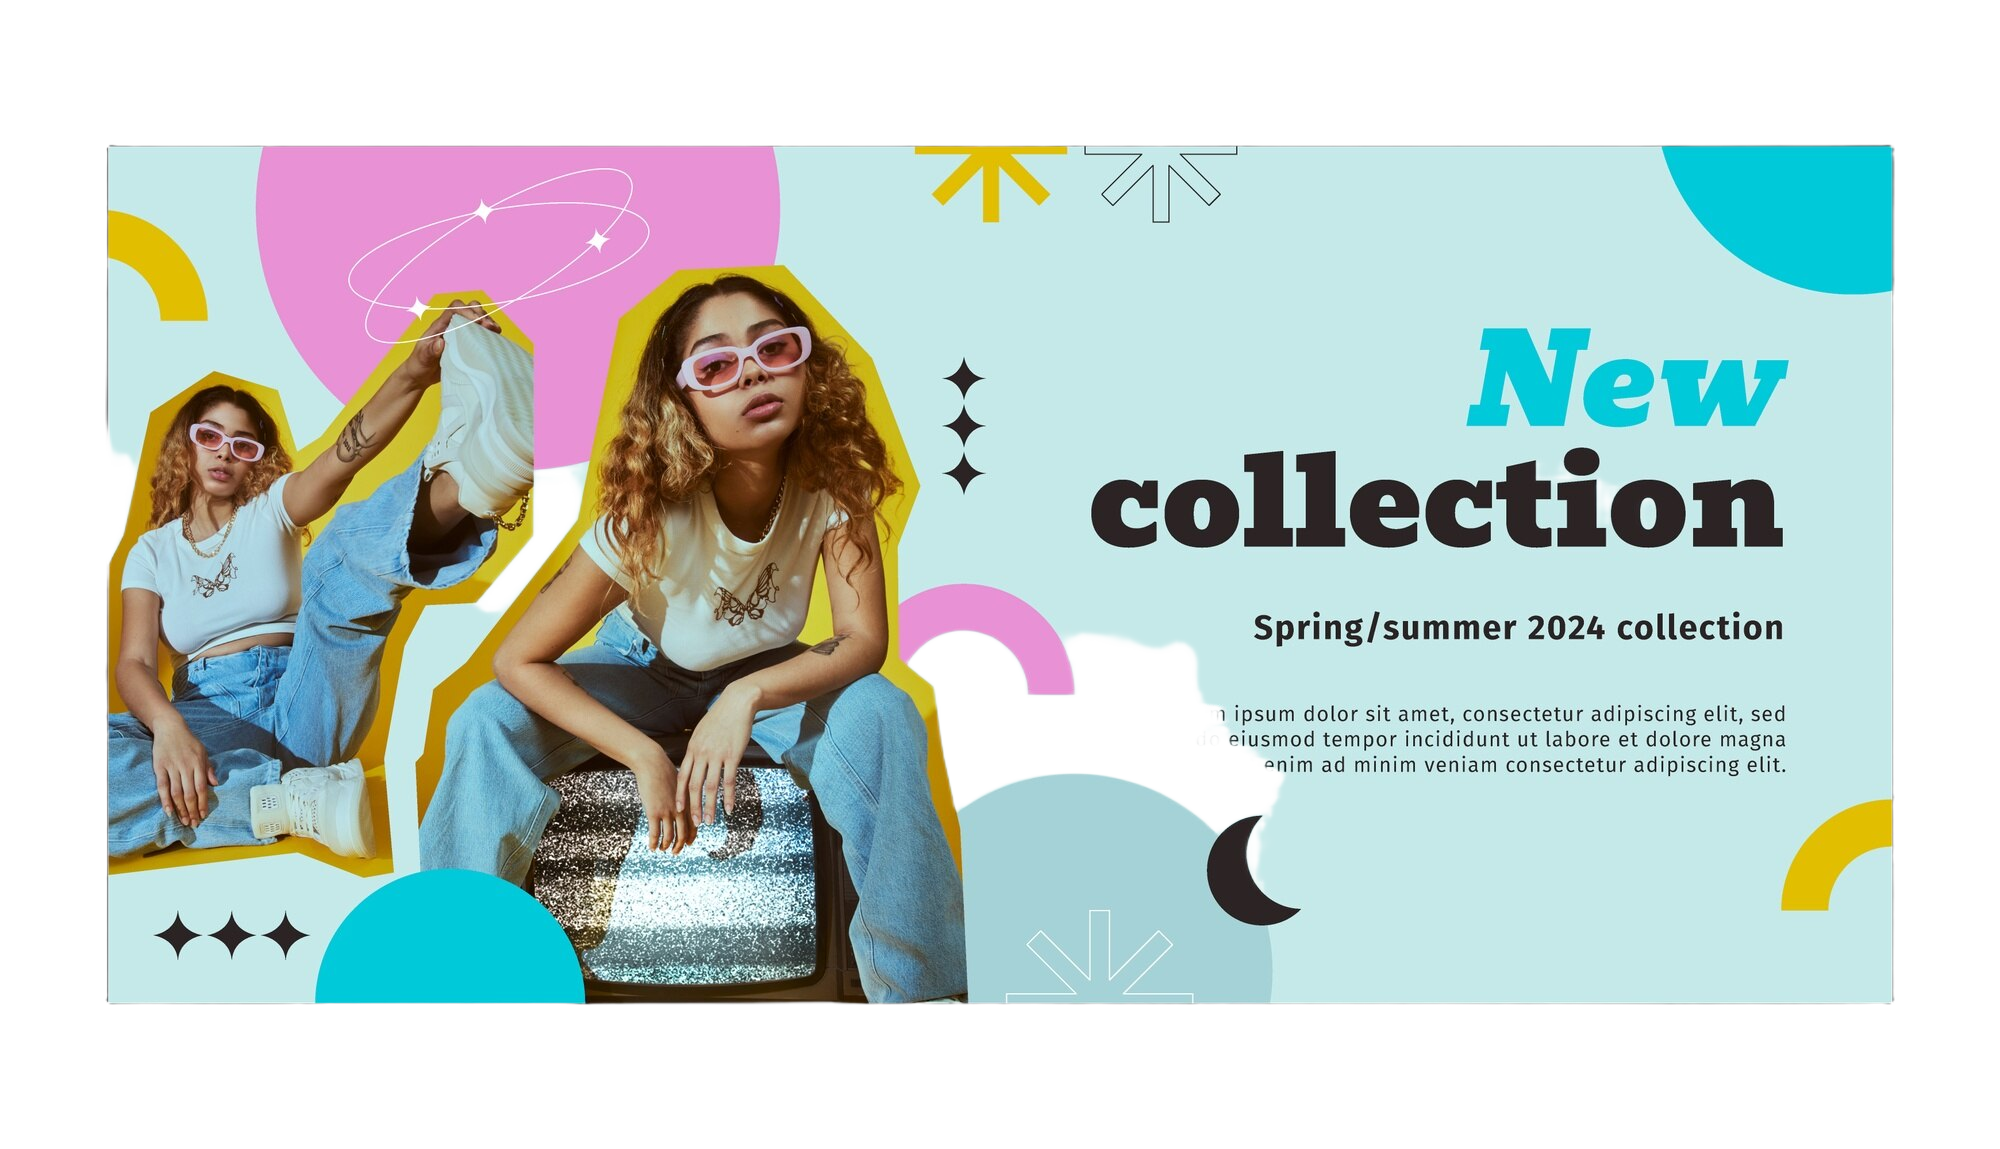 New
collection
Spring/summer 2024 collection
ipsum dolor sit amet, consectetur adipiscing elit, sed
eiusmod tempor incididunt ut labore et dolore magna
enim ad minim veniam consectetur adipiscing elit.